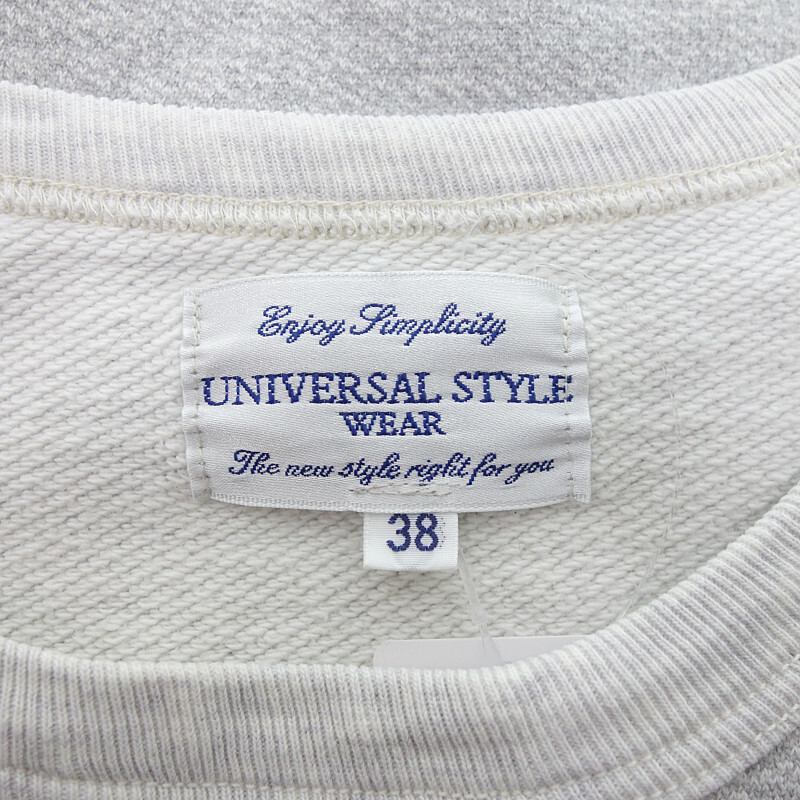 Enjoy Simplicity
UNIVERSAL STYLE
WEAR
The new style right for you
38